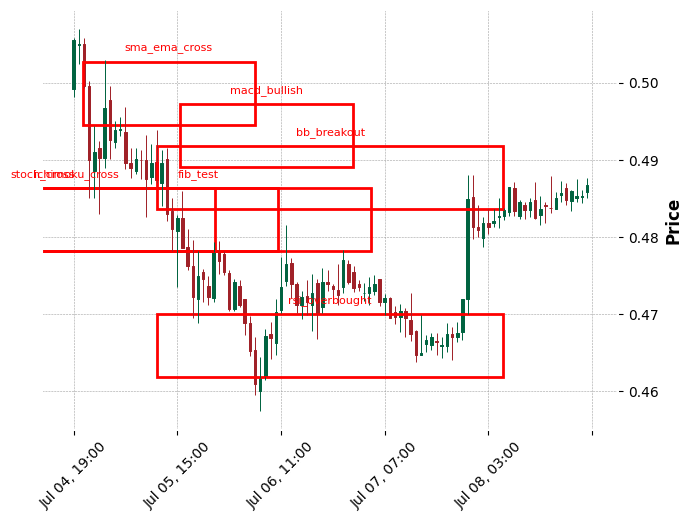 sma_ema_cross
0.50
macd_bullish
bb_breakout
0.49
fib_test
0.48
rsi_overbought
0.47
0.46
Price
Jul 04, 19:00
Jul 05, 15:00
Jul 06, 11:00
Jul 07, 07:00
Jul 08, 03:00